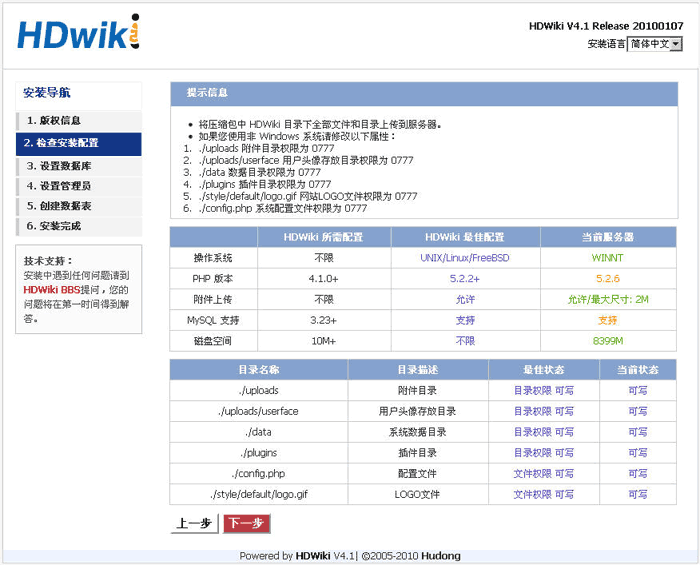 HDwiki
HDWiki V4.1 Release 20100107
安装语言 简体中文
安装导航
1. 版权信息
2. 检查安装配置
3. 设置数据库
4. 设置管理员
5. 创建数据表
6. 安装完成
技术支持：
安装中遇到任何问题请到
HDWiki BBS提问，您的
问题将在第一时间得到解
答。
提示信息
• 将压缩包中 HDWiki 目录下全部文件和目录上传到服务器。
• 如果您使用非 Windows 系统请修改以下属性：
1. ./uploads 附件目录权限为 0777
2. ./uploads/userface 用户头像存放目录权限为 0777
3. ./data 数据目录权限为 0777
4. ./plugins 插件目录权限为 0777
5. ./style/default/logo.gif 网站LOGO文件权限为 0777
6. ./config.php 系统配置文件权限为 0777
HDWiki 所需配置 HDWiki 最佳配置 当前服务器
操作系统 不限 UNIX/Linux/FreeBSD WINNT
PHP 版本 4.1.0+ 5.2.2+ 5.2.6
附件上传 不限 允许 允许/最大尺寸: 2M
MySQL 支持 3.23+ 支持 支持
磁盘空间 10M+ 不限 8399M
目录名称 目录描述 最佳状态 当前状态
./uploads 附件目录 目录权限 可写 可写
./uploads/userface 用户头像存放目录 目录权限 可写 可写
./data 系统数据目录 目录权限 可写 可写
./plugins 插件目录 目录权限 可写 可写
./config.php 配置文件 文件权限 可写 可写
./style/default/logo.gif LOGO文件 文件权限 可写 可写
上一步 下一步
Powered by HDWiki V4.1| ©2005-2010 Hudong